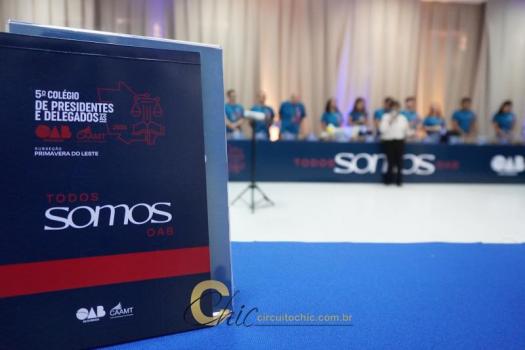 5º COLÉGIO
DE PRESIDENTES
E DELEGADOS
OAB CAAMT
SUBSEÇÃO
PRIMAVERA DO LESTE
TODOS
somos
OAB
OAB CAAMT
TODOS somos OAB
OAB
Chic
circuitochic.com.br